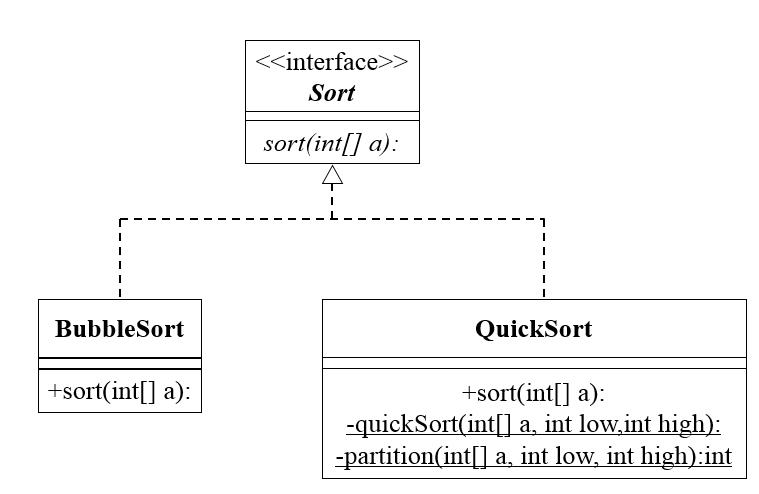 <<interface>>
Sort
sort(int[] a):
BubbleSort
+sort(int[] a):
QuickSort
+sort(int[] a):
-quickSort(int[] a, int low,int high):
-partition(int[] a, int low, int high):int